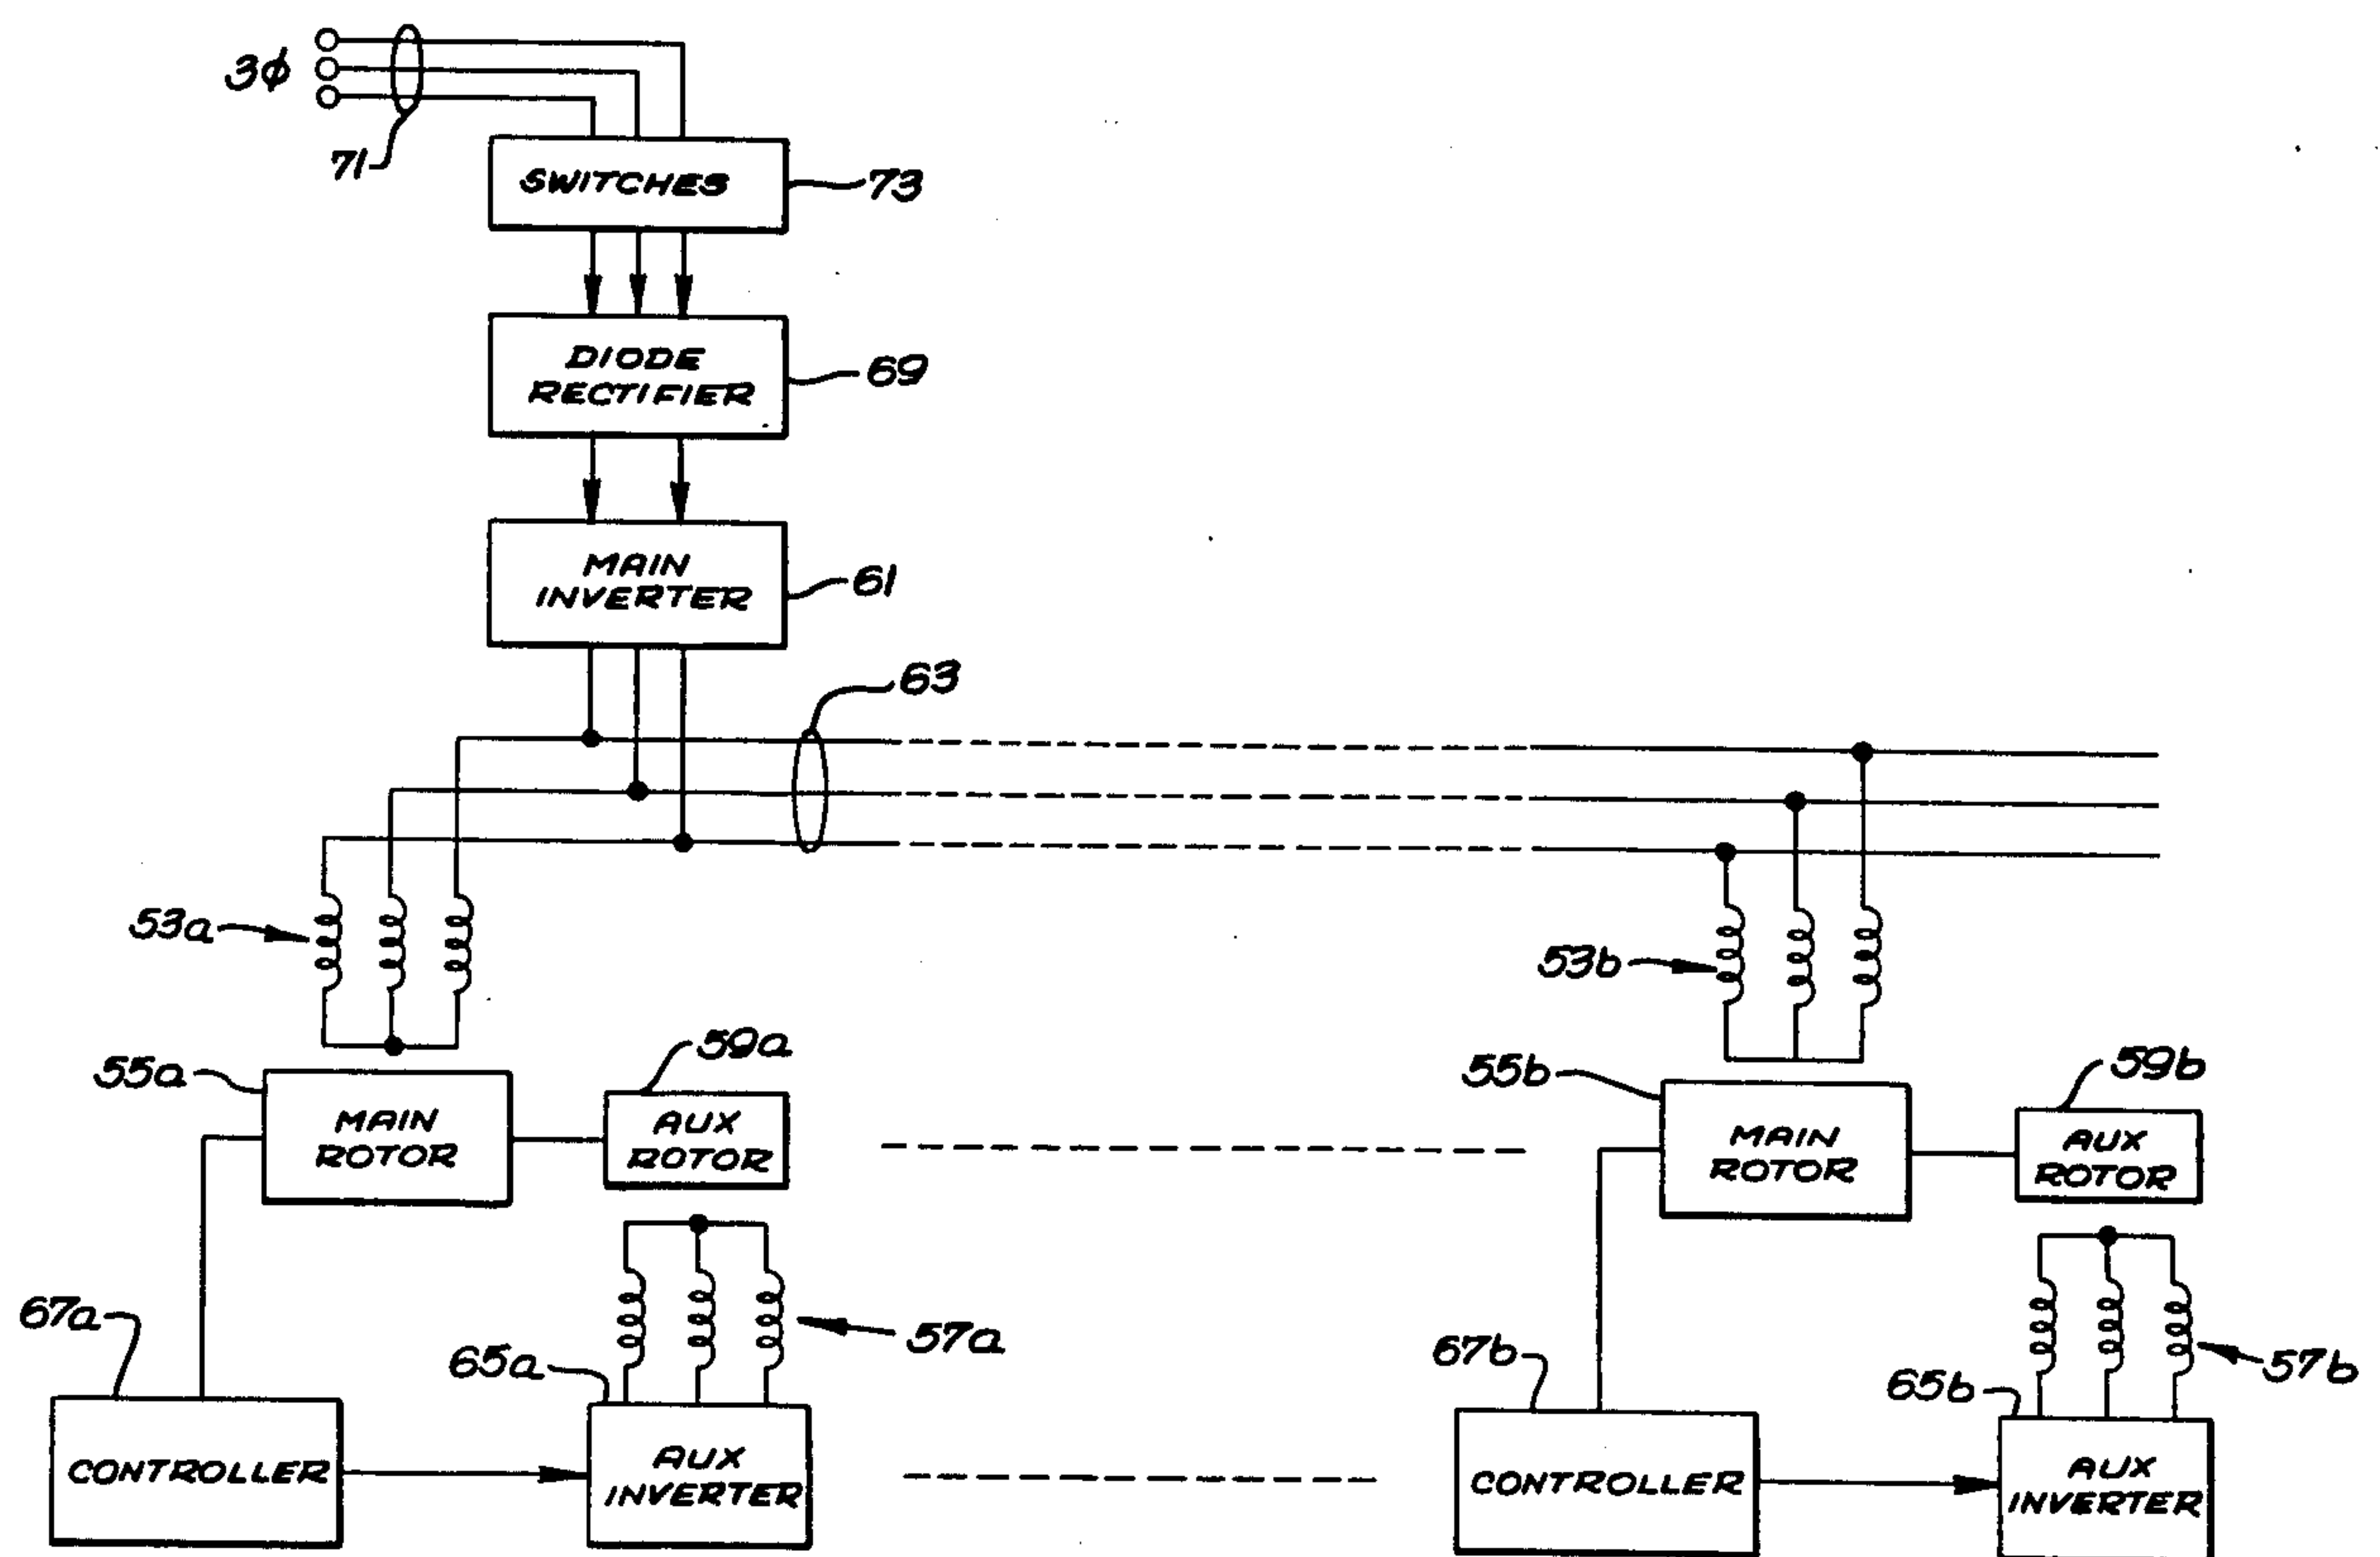 3φ
71
SWITCHES
73
DIODE
RECTIFIER
69
MAIN
INVERTER
61
63
53a
53b
55a
MAIN
ROTOR
59a
AUX
ROTOR
55b
MAIN
ROTOR
59b
AUX
ROTOR
67a
CONTROLLER
65a
AUX
INVERTER
57a
67b
CONTROLLER
65b
AUX
INVERTER
57b